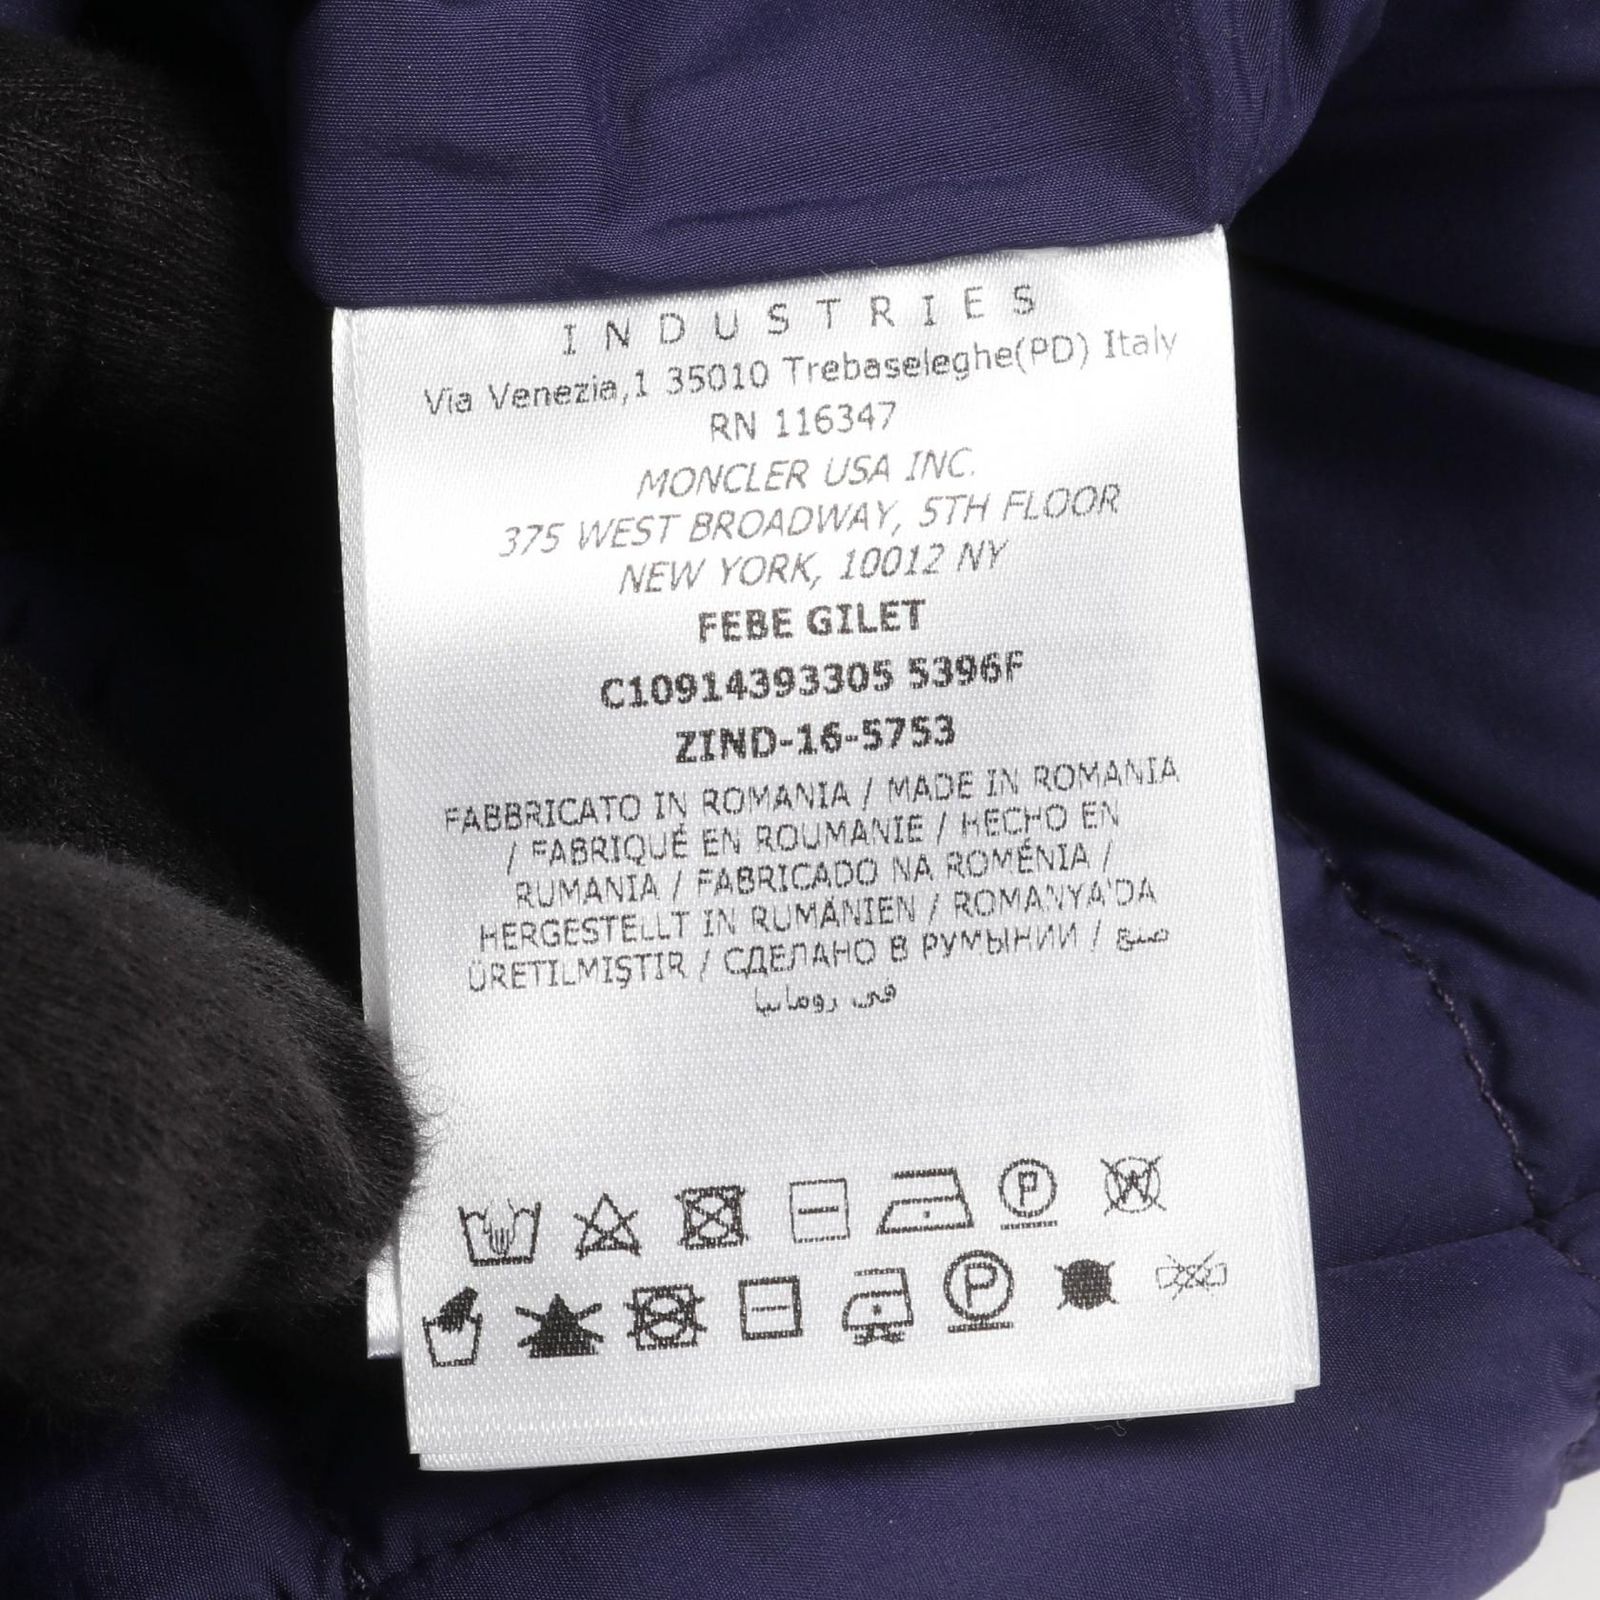 INDUSTRIES
Via Venezia,1 35010 Trebaseleghe(PD) Italy
RN 116347
MONCLER USA INC.
375 WEST BROADWAY, 5TH FLOOR
NEW YORK, 10012 NY
FEBE GILET
C10914393305 5396F
ZIND-16-5753
FABBRICATO IN ROMANIA / MADE IN ROMANIA
/ FABRIQUÉ EN ROUMANIE / HECHO EN
RUMANIA / FABRICADO NA ROMÉNIA /
HERGESTELLT IN RUMÄNIEN / ROMANYA'DA
ÜRETILMIŞTIR / СДЕЛАНО В РУМЫНИИ / صنع
في رومانيا
P W
P